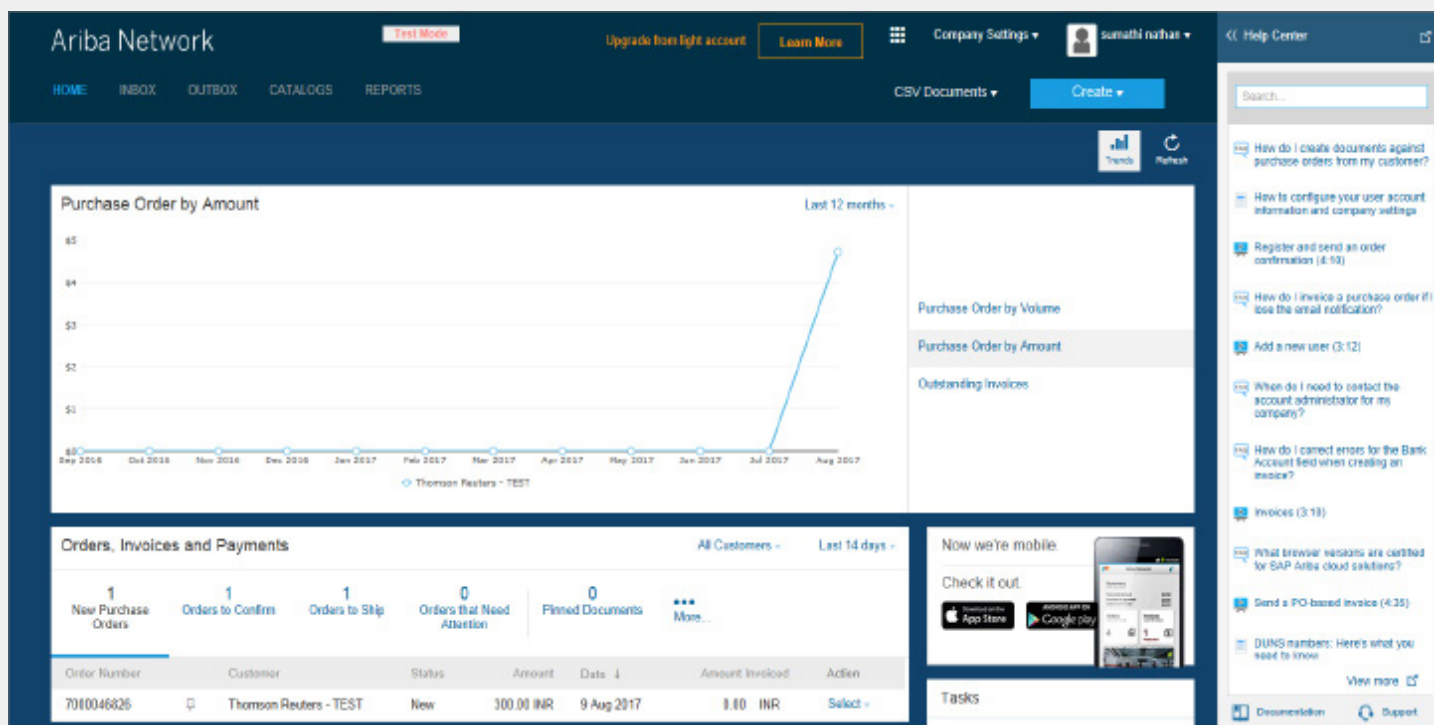 Ariba Network
Test Mode
Upgrade from light account
Learn More
Company Settings
sumathi nathan
Help Center
HOME
INBOX
OUTBOX
CATALOGS
REPORTS
CSV Documents
Create
Search...
Trends
Refresh
Purchase Order by Amount
Last 12 months
$5
$4
$3
$2
$1
$0
Sep 2016
Oct 2016
Nov 2016
Dec 2016
Jan 2017
Feb 2017
Mar 2017
Apr 2017
May 2017
Jun 2017
Jul 2017
Aug 2017
Thomson Reuters - TEST
Purchase Order by Volume
Purchase Order by Amount
Outstanding Invoices
Orders, Invoices and Payments
All Customers
Last 14 days
1
New Purchase
Orders
1
Orders to Confirm
1
Orders to Ship
0
Orders that Need
Attention
0
Pinned Documents
More...
Order Number
Customer
Status
Amount
Date ↓
Amount Invoiced
Action
Thomson Reuters - TEST
New
300.00 INR
9 Aug 2017
0.00 INR
Select
Now we're mobile.
Check it out.
Download on the
App Store
ANDROID APP ON
Google play
Tasks
How do I create documents against
purchase orders from my customer?
How to configure your user account
information and company settings
Register and send an order
confirmation (4:10)
How do I invoice a purchase order if I
lose the email notification?
Add a new user (3:12)
When do I need to contact the
account administrator for my
company?
How do I correct errors for the Bank
Account field when creating an
invoice?
Invoices
What browser versions are certified
for SAP Ariba cloud solutions?
Send a PO-based invoice (4:35)
DUNS numbers: Here's what you
need to know
View more
Documentation
Support